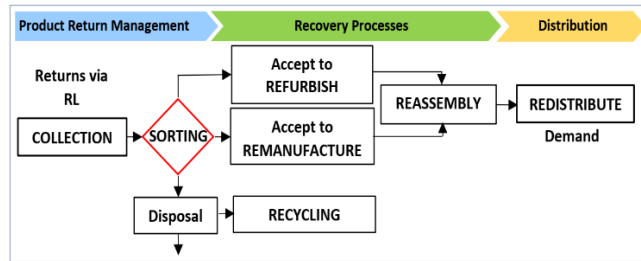 Product Return Management
Recovery Processes
Distribution
Returns via
RL
COLLECTION
SORTING
Accept to
REFURBISH
Accept to
REMANUFACTURE
REASSEMBLY
REDISTRIBUTE
Demand
Disposal
RECYCLING